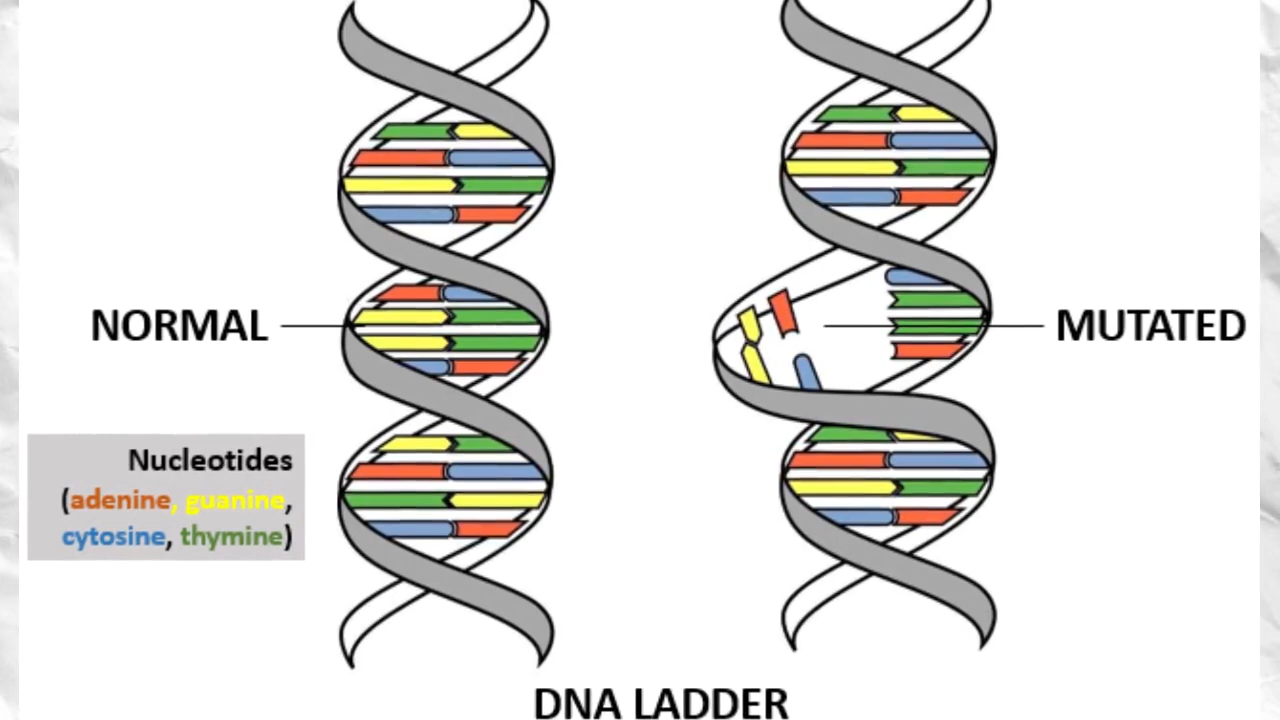 NORMAL
MUTATED
Nucleotides
(adenine, guanine,
cytosine, thymine)
DNA LADDER